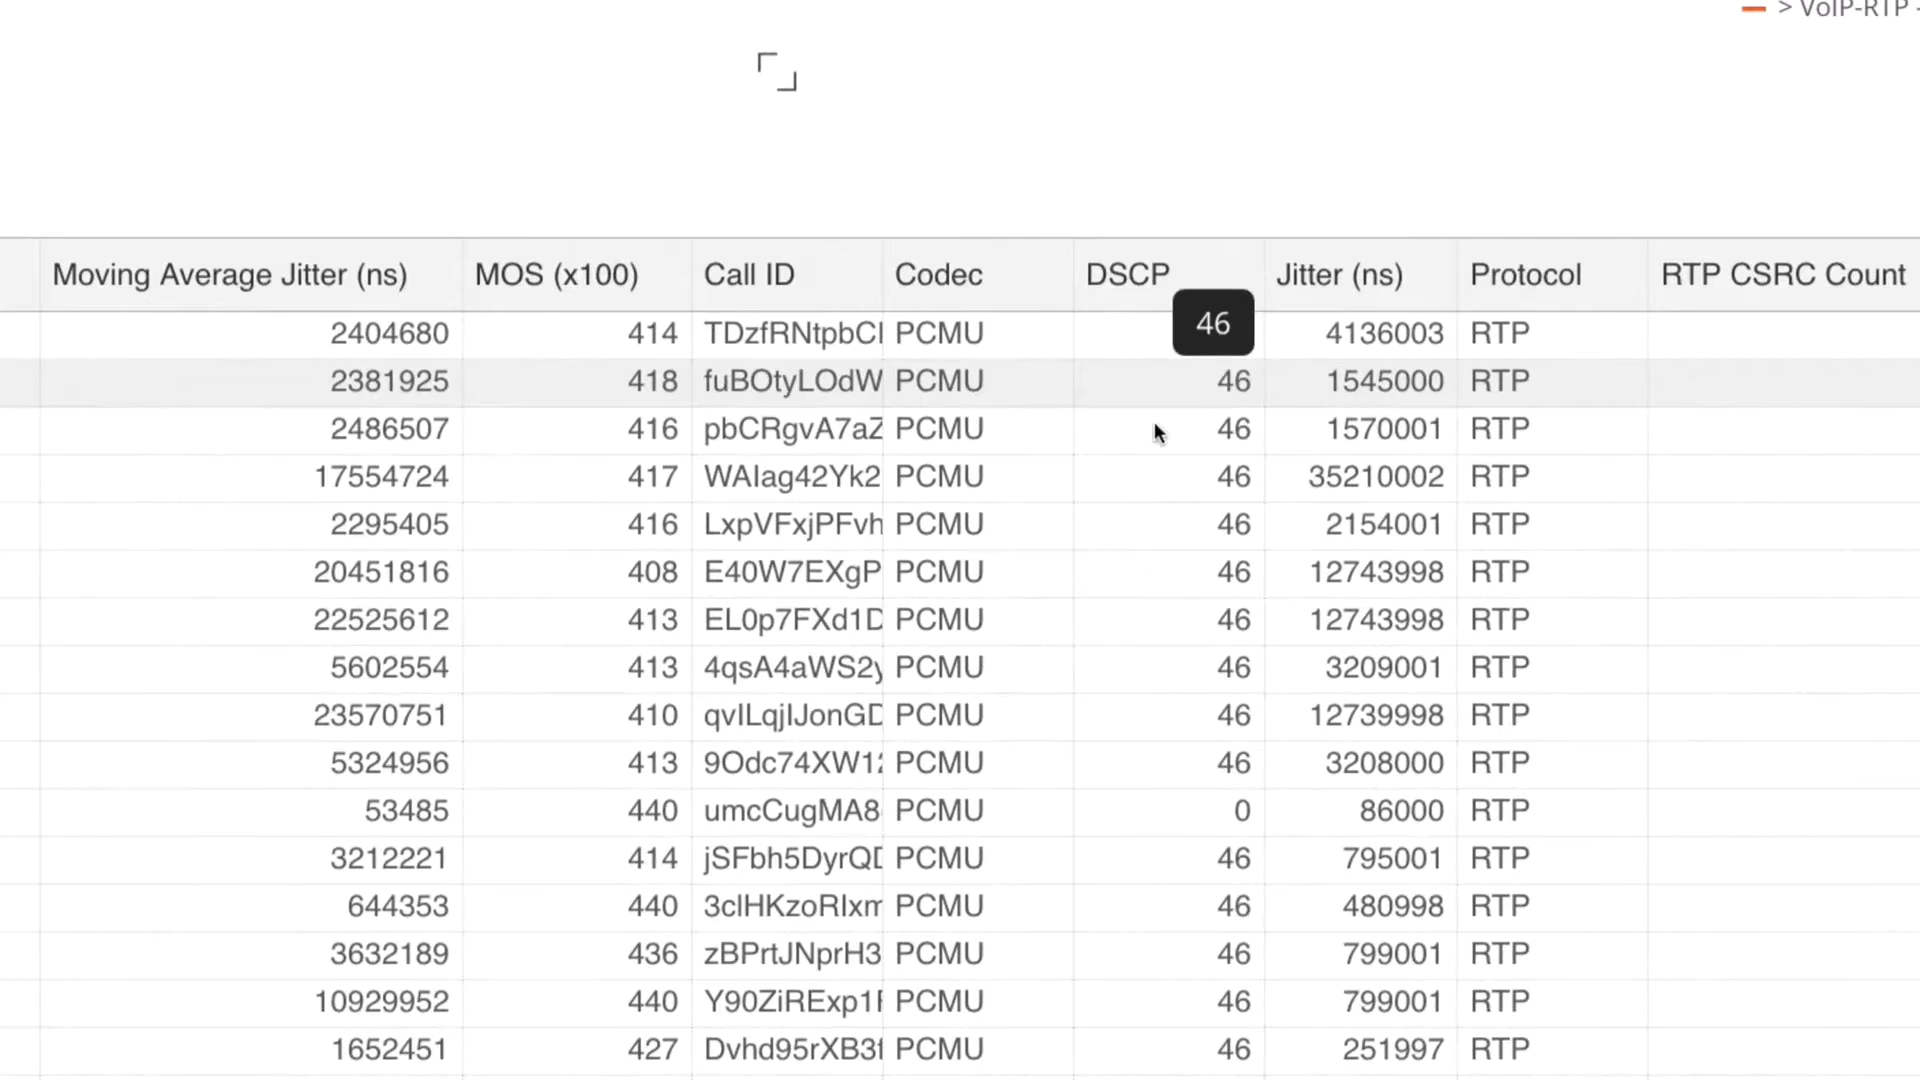 > VoIP-RTP -
Moving Average Jitter (ns) MOS (x100) Call ID Codec DSCP Jitter (ns) Protocol RTP CSRC Count
46
2404680 414 TDzfRNtpbC PCMU 4136003 RTP
2381925 418 fuBOtyLOdW PCMU 46 1545000 RTP
2486507 416 pbCRgvA7aZ PCMU 46 1570001 RTP
17554724 417 WAIag42Yk2 PCMU 46 35210002 RTP
2295405 416 LxpVFxjPFvh PCMU 46 2154001 RTP
20451816 408 E40W7EXgP PCMU 46 12743998 RTP
22525612 413 EL0p7FXd1D PCMU 46 12743998 RTP
5602554 413 4qsA4aWS2y PCMU 46 3209001 RTP
23570751 410 qvILqjIJonGD PCMU 46 12739998 RTP
5324956 413 9Odc74XW12 PCMU 46 3208000 RTP
53485 440 umcCugMA8 PCMU 0 86000 RTP
3212221 414 jSFbh5DyrQD PCMU 46 795001 RTP
644353 440 3clHKzoRIxm PCMU 46 480998 RTP
3632189 436 zBPrtJNprH3 PCMU 46 799001 RTP
10929952 440 Y90ZiRExp1 PCMU 46 799001 RTP
1652451 427 Dvhd95rXB3f PCMU 46 251997 RTP